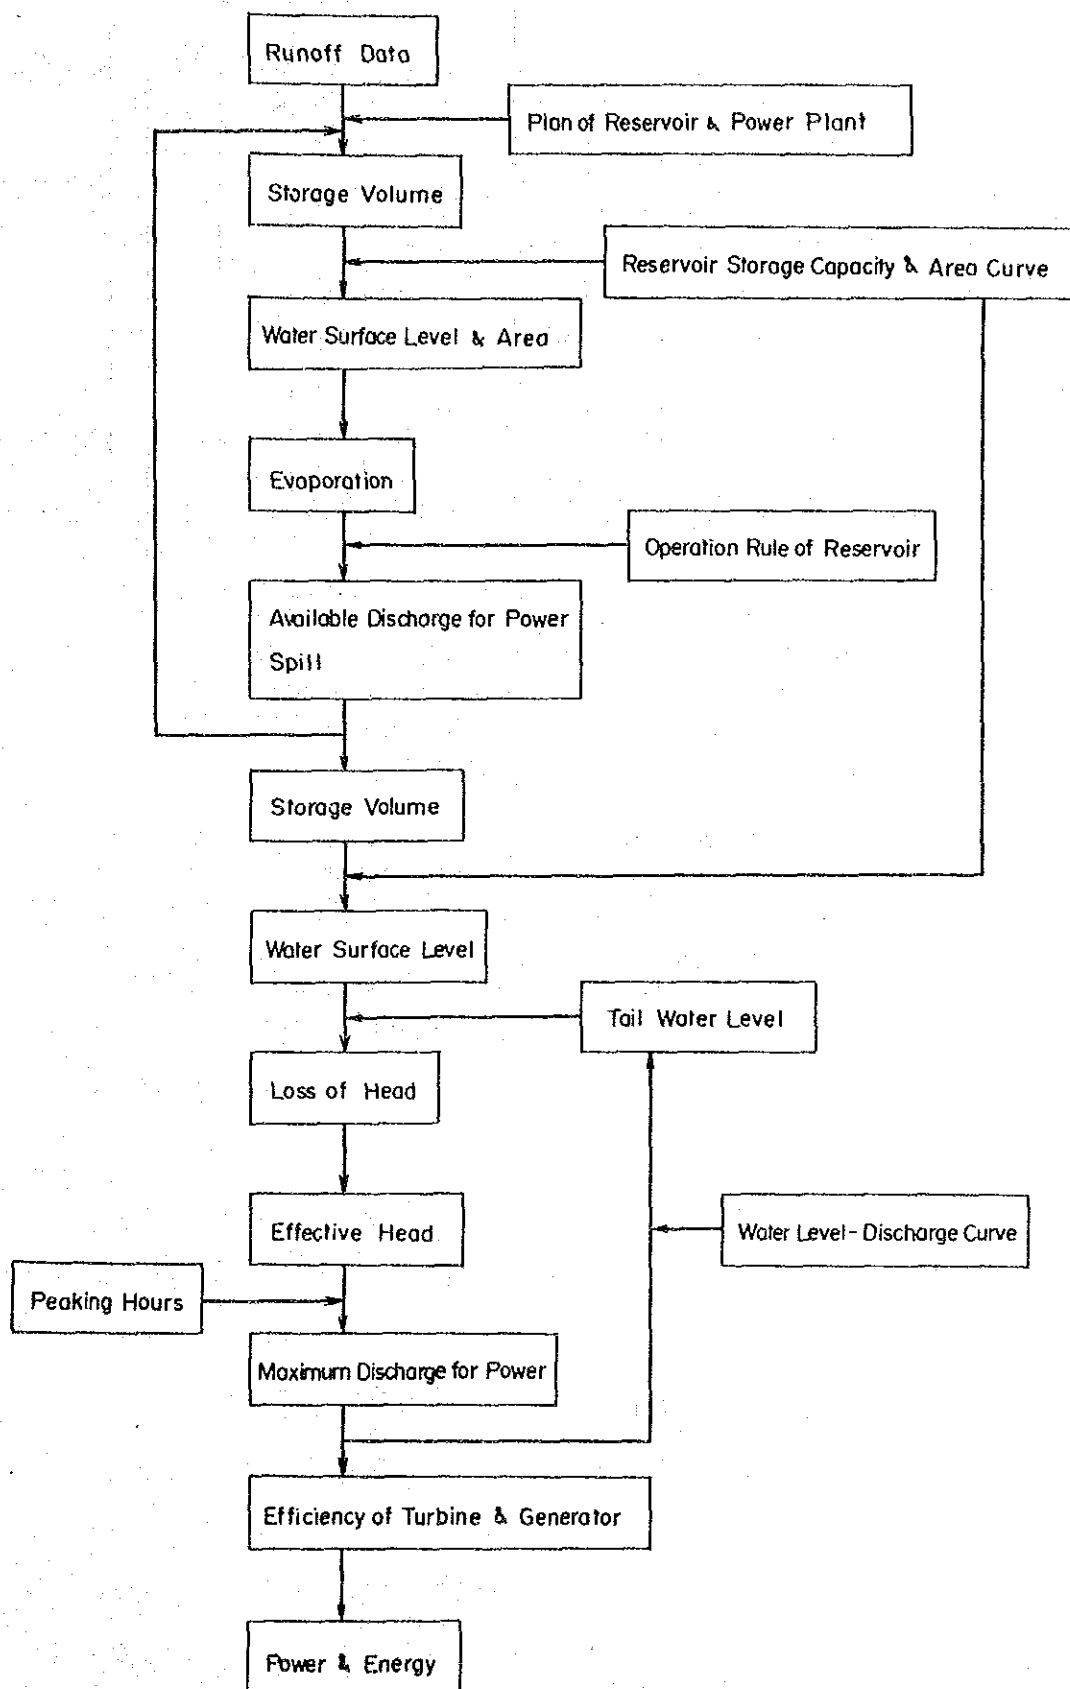 Runoff Data
Plan of Reservoir & Power Plant
Storage Volume
Reservoir Storage Capacity & Area Curve
Water Surface Level & Area
Evaporation
Operation Rule of Reservoir
Available Discharge for Power
Spill
Storage Volume
Water Surface Level
Tail Water Level
Loss of Head
Effective Head
Water Level-Discharge Curve
Peaking Hours
Maximum Discharge for Power
Efficiency of Turbine & Generator
Power & Energy